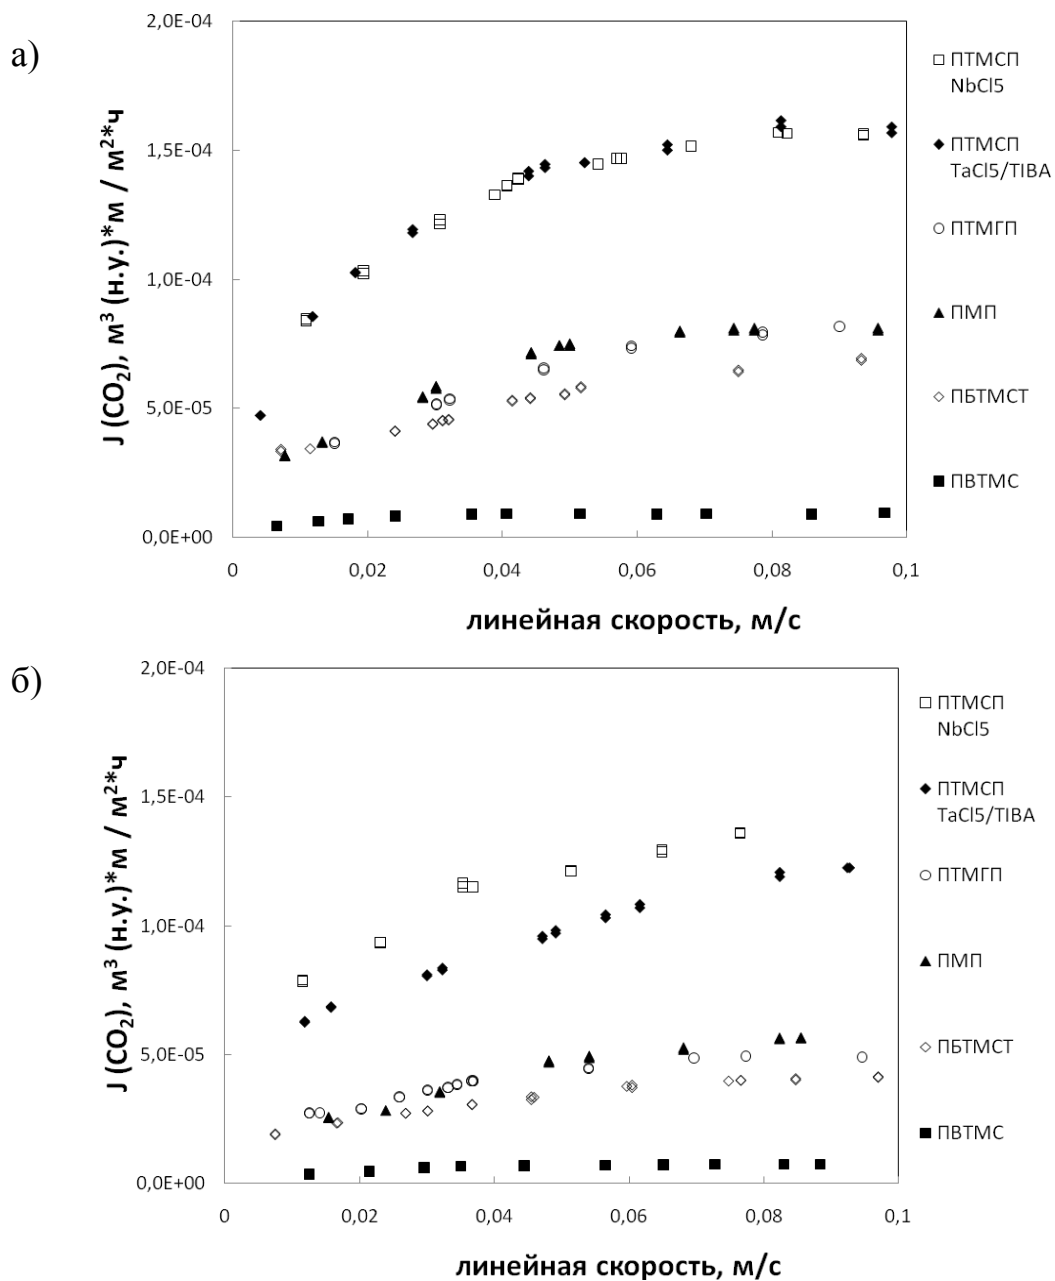 а)
2,0E-04
1,5E-04
1,0E-04
5,0E-05
0,0E+00
J (CO₂), м³ (н.у.)*м / м²*ч
0
0,02
0,04
0,06
0,08
0,1
линейная скорость, м/с
ПТМСП
NbCl5
ПТМСП
TaCl5/TIBA
ПТМГП
ПМП
ПБТМСТ
ПВТМС
б)
2,0E-04
1,5E-04
1,0E-04
5,0E-05
0,0E+00
J (CO₂), м³ (н.у.)*м / м²*ч
0
0,02
0,04
0,06
0,08
0,1
линейная скорость, м/с
ПТМСП
NbCl5
ПТМСП
TaCl5/TIBA
ПТМГП
ПМП
ПБТМСТ
ПВТМС